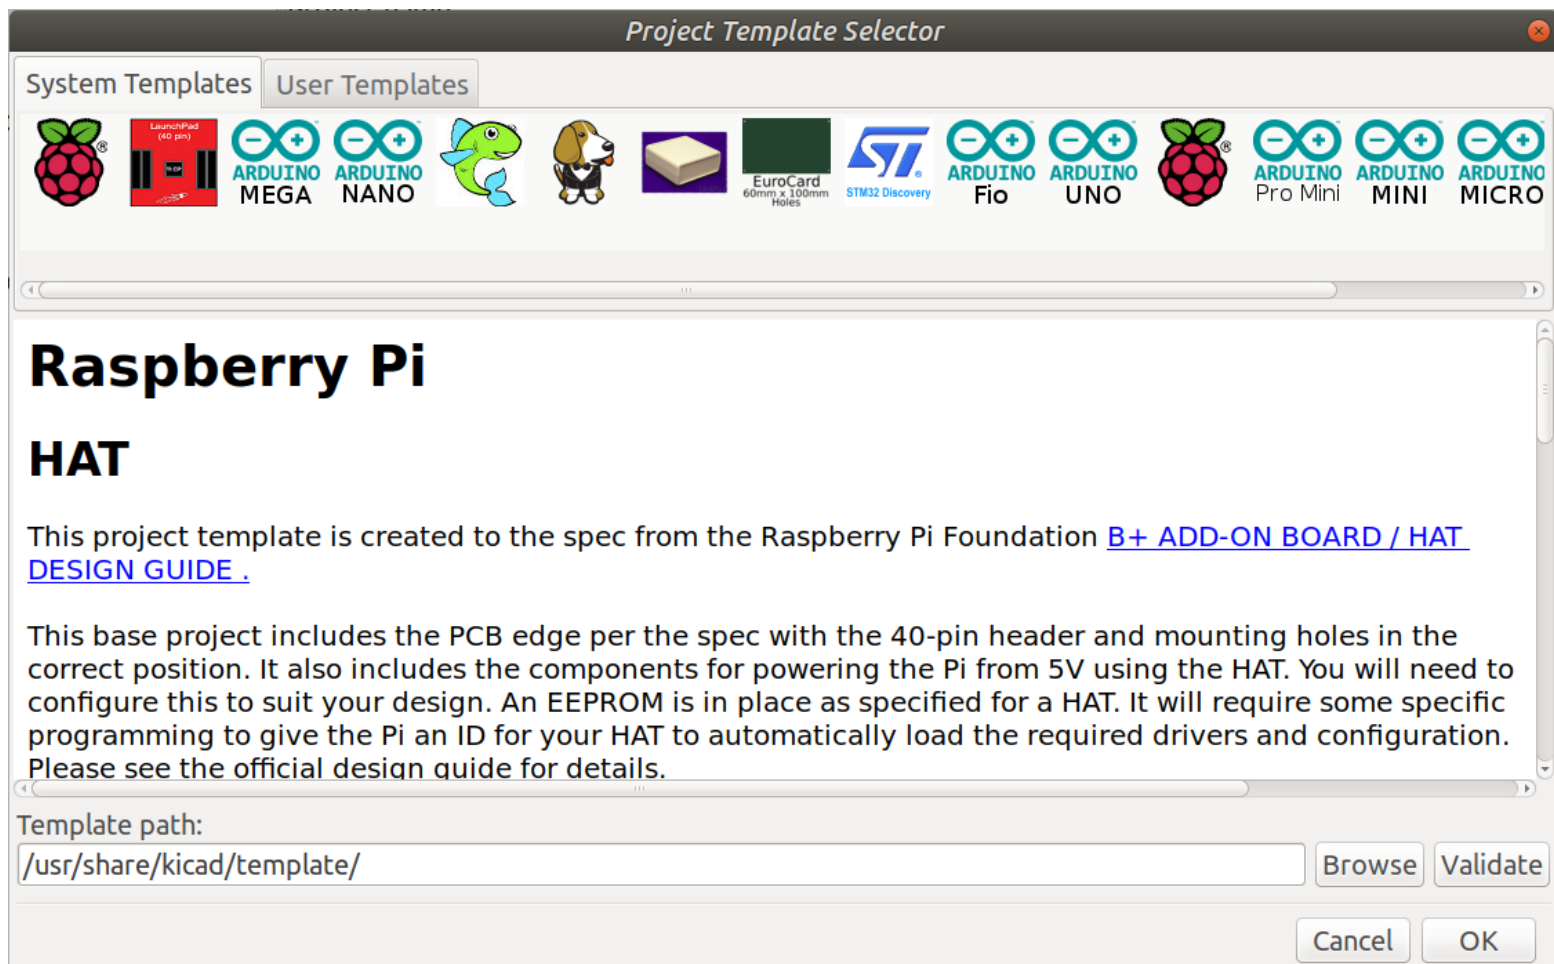 Project Template Selector
System Templates
User Templates
LaunchPad
(40 pin)
ARDUINO
MEGA
ARDUINO
NANO
EuroCard
60mm x 100mm
Holes
ST
STM32 Discovery
ARDUINO
Fio
ARDUINO
UNO
ARDUINO
Pro Mini
ARDUINO
MINI
ARDUINO
MICRO
Raspberry Pi
HAT
This project template is created to the spec from the Raspberry Pi Foundation B+ ADD-ON BOARD / HAT
DESIGN GUIDE .
This base project includes the PCB edge per the spec with the 40-pin header and mounting holes in the
correct position. It also includes the components for powering the Pi from 5V using the HAT. You will need to
configure this to suit your design. An EEPROM is in place as specified for a HAT. It will require some specific
programming to give the Pi an ID for your HAT to automatically load the required drivers and configuration.
Please see the official design guide for details.
Template path:
/usr/share/kicad/template/
Browse
Validate
Cancel
OK